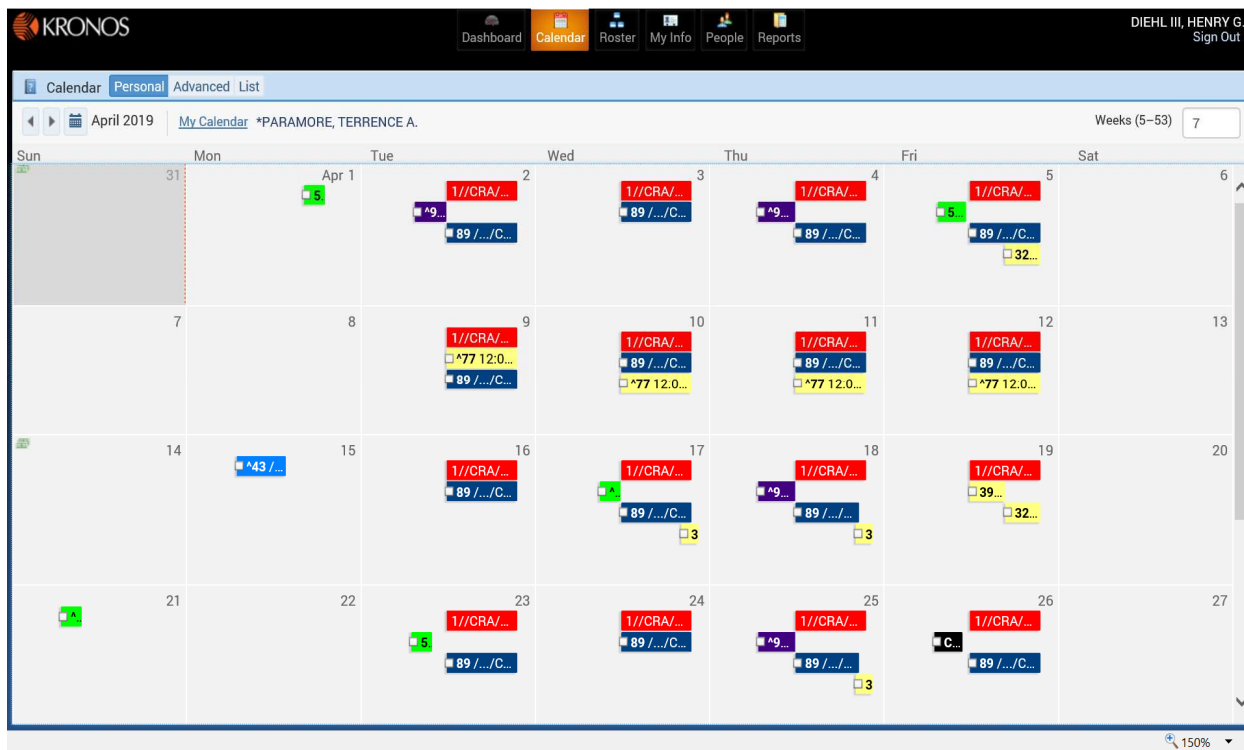 KRONOS
Dashboard Calendar Roster My Info People Reports
DIEHL III, HENRY G.
Sign Out
Calendar Personal Advanced List
April 2019 My Calendar *PARAMORE, TERRENCE A. Weeks (5–53) 7
Sun Mon Tue Wed Thu Fri Sat
31 Apr 1 2 3 4 5 6
5. 1//CRA/... 1//CRA/... 1//CRA/... 1//CRA/...
^9... 89 /.../C... ^9... 5...
89 /.../C... 89 /.../C... 89 /.../C...
32...
7 8 9 10 11 12 13
1//CRA/... 1//CRA/... 1//CRA/... 1//CRA/...
^77 12:0... 89 /.../C... 89 /.../C... 89 /.../C...
89 /.../C... ^77 12:0... ^77 12:0... ^77 12:0...
14 15 16 17 18 19 20
^43 /... 1//CRA/... 1//CRA/... 1//CRA/... 1//CRA/...
89 /.../C... ^. ^9... 39...
89 /.../C... 89 /.../... 32...
3 3
21 22 23 24 25 26 27
^. 1//CRA/... 1//CRA/... 1//CRA/... 1//CRA/...
5. 89 /.../C... ^9... C...
89 /.../C... 89 /.../... 89 /.../C...
3
150%